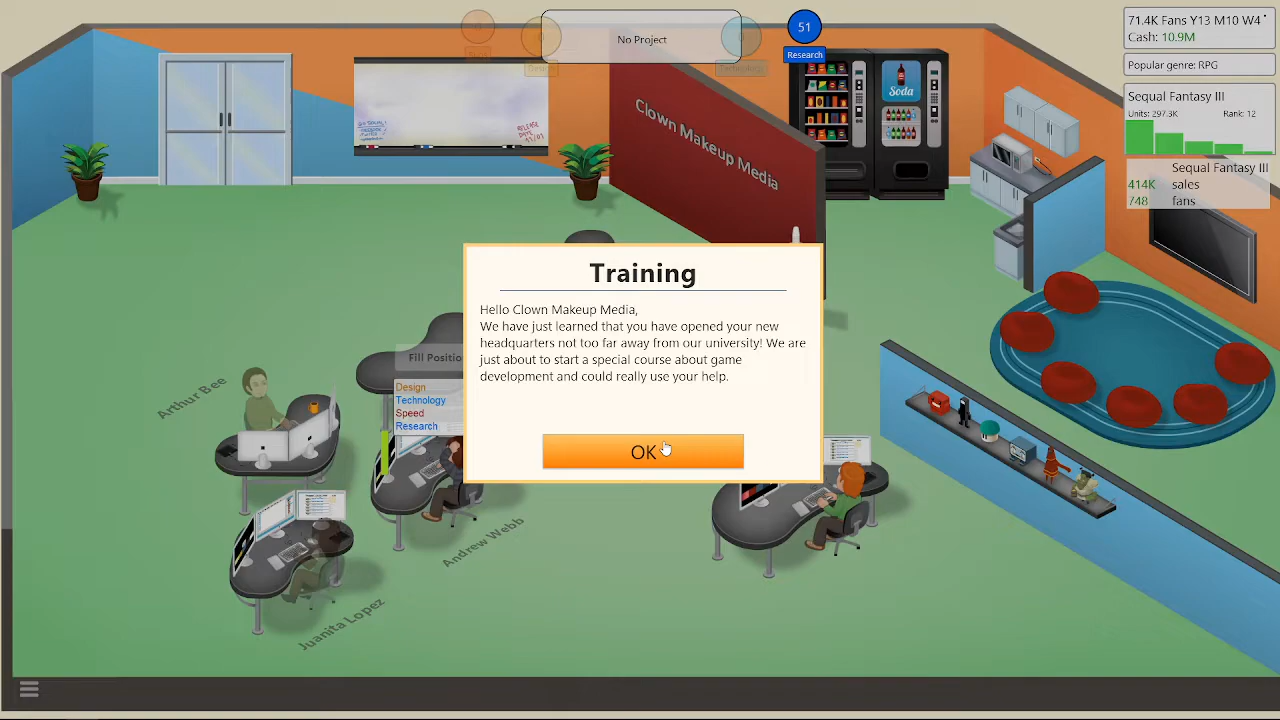 No Project
51
Research
71.4K Fans Y13 M10 W4
Cash: 10.9M
Popular genre: RPG
Sequal Fantasy III
Units: 297.3K Rank: 12
Sequal Fantasy III
414K sales
748 fans
Soda
Clown Makeup Media
RELEASE
Training
Hello Clown Makeup Media,
We have just learned that you have opened your new
headquarters not too far away from our university! We are
just about to start a special course about game
development and could really use your help.
OK
Fill Positio
Design
Technology
Speed
Research
Arthur Bee
Andrew Webb
Juanita Lopez